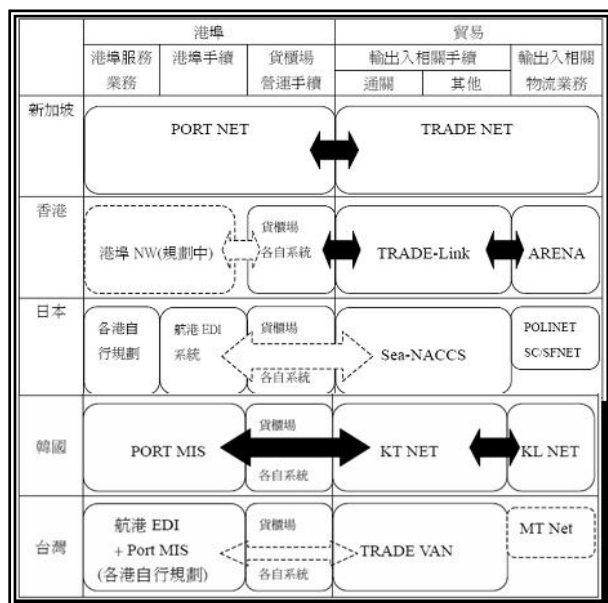 港埠
貿易
港埠服務
業務
港埠手續
貨櫃場
營運手續
輸出入相關手續
通關
其他
輸出入相關
物流業務
新加坡
PORT NET
TRADE NET
香港
港埠 NW(規劃中)
貨櫃場
各自系統
TRADE-Link
ARENA
日本
各港自
行規劃
航港 EDI
系統
貨櫃場
各自系統
Sea-NACCS
POLINET
SC/SFNET
韓國
PORT MIS
貨櫃場
各自系統
KT NET
KL NET
台灣
航港 EDI
+ Port MIS
(各港自行規劃)
貨櫃場
各自系統
TRADE VAN
MT Net